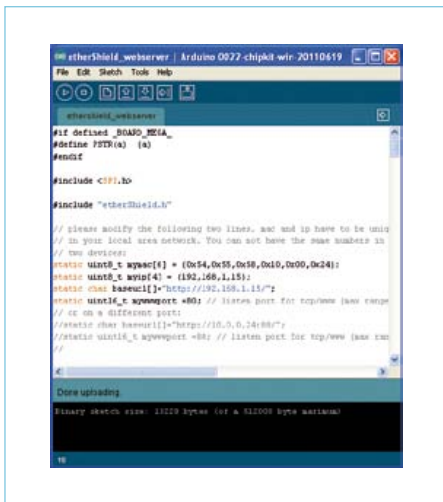 etherShield_webserver | Arduino 0022-chipkit-win-20110619
File Edit Sketch Tools Help
etherShield_webserver
#if defined _BOARD_MEGA_
#define PSTR(a) (a)
#endif
#include <SPI.h>
#include "etherShield.h"
// please modify the following two lines. mac and ip have to be uniq
// in your local area network. You can not have the same numbers in
// two devices:
static uint8_t mymac[6] = {0x54,0x55,0x58,0x10,0x00,0x24};
static uint8_t myip[4] = {192,168,1,15};
static char baseurl[]="http://192.168.1.15/";
static uint16_t mywwwport =80; // listen port for tcp/www (max range
// or on a different port:
//static char baseurl[]="http://10.0.0.24:88/";
//static uint16_t mywwwport =88; // listen port for tcp/www (max ran
//
Done uploading.
Binary sketch size: 13228 bytes (of a 512000 byte maximum)